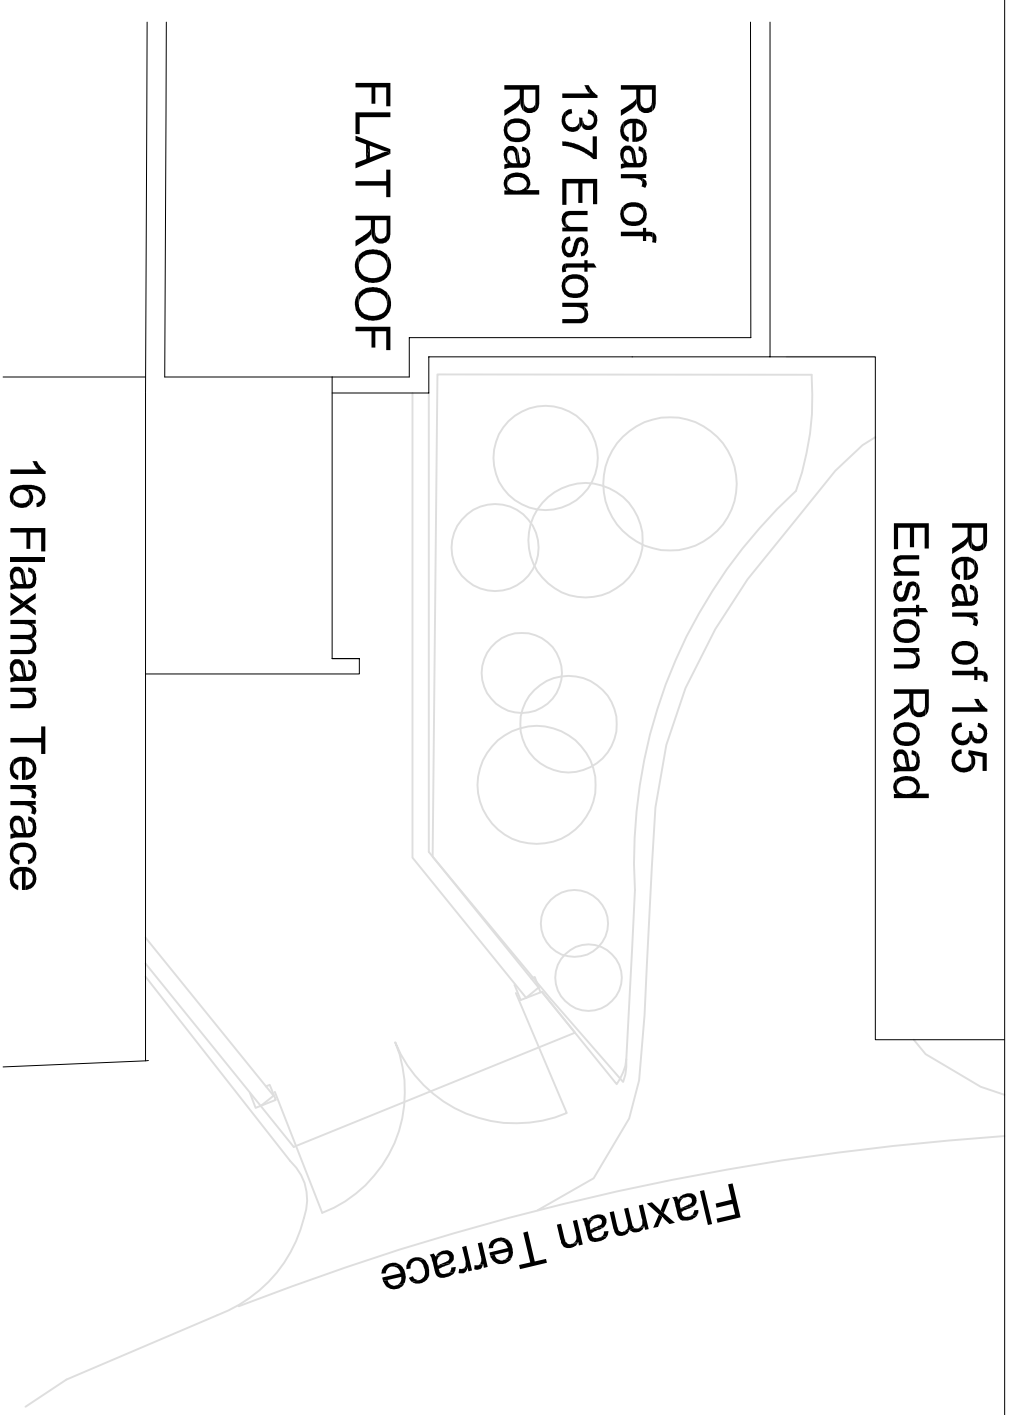 Rear of
137 Euston
Road
FLAT ROOF
Rear of 135
Euston Road
16 Flaxman Terrace
Flaxman Terrace